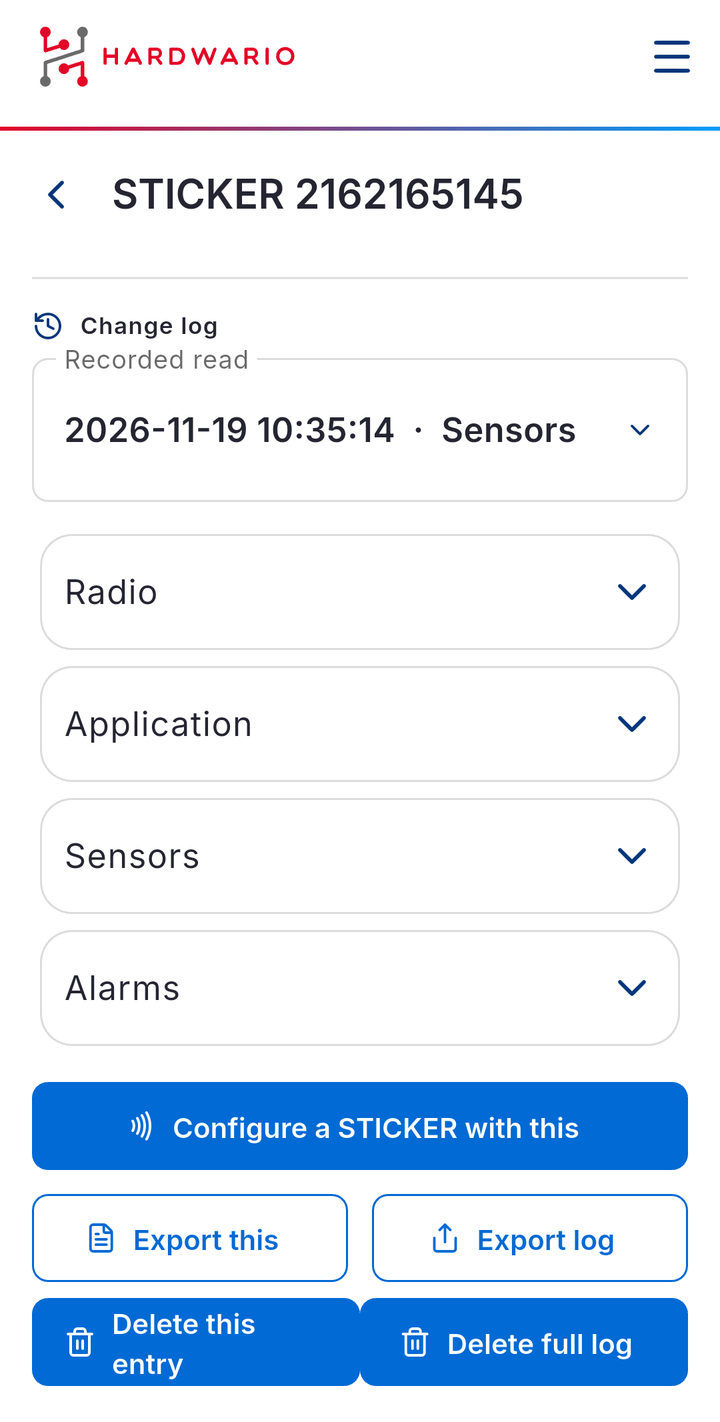 HARDWARIO
STICKER 2162165145
Change log
Recorded read
2026-11-19 10:35:14 · Sensors
Radio
Application
Sensors
Alarms
Configure a STICKER with this
Export this
Export log
Delete this
entry
Delete full log